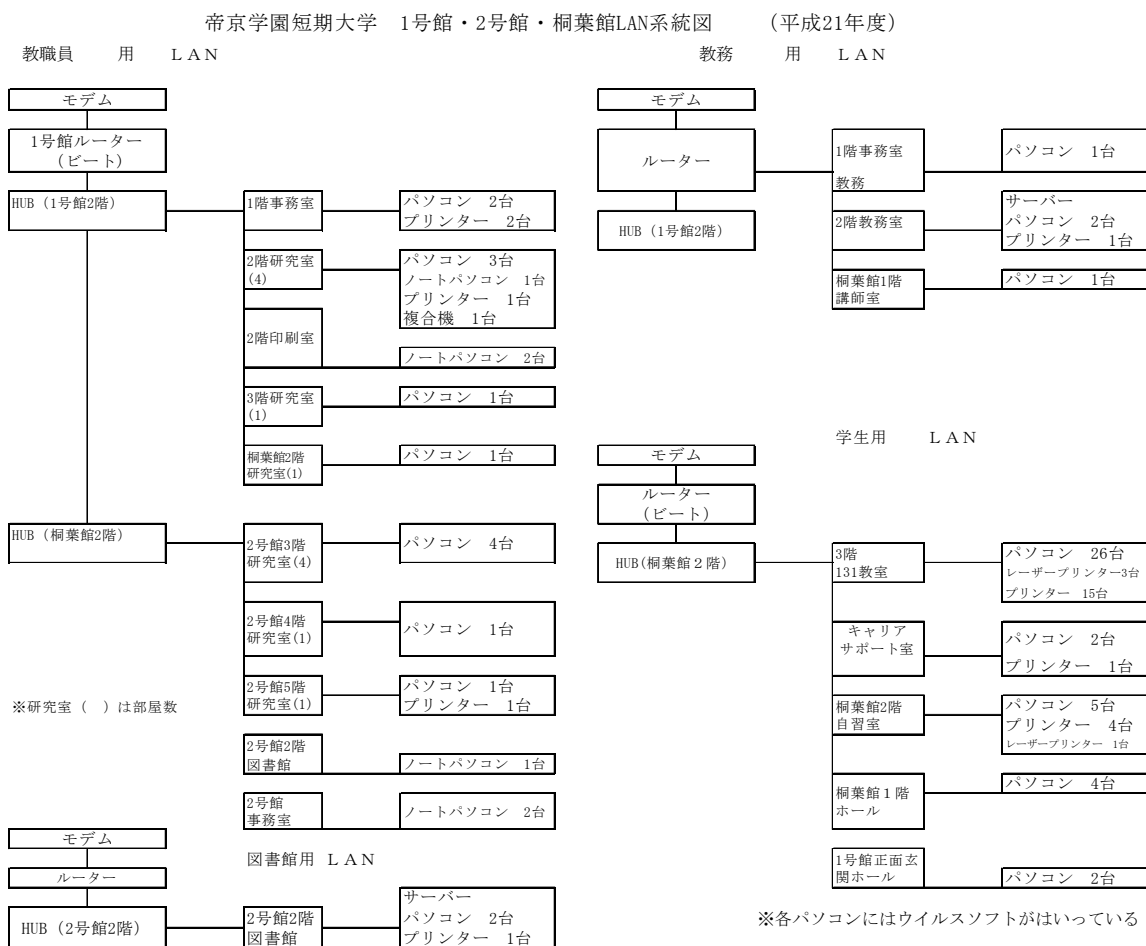 帝京学園短期大学　1号館・2号館・桐葉館LAN系統図　　（平成21年度）
教職員　用　ＬＡＮ
モデム
1号館ルーター
（ビート）
HUB（1号館2階）
1階事務室
パソコン　2台
プリンター　2台
2階研究室
(4)
パソコン　3台
ノートパソコン　1台
プリンター　1台
複合機　1台
2階印刷室
ノートパソコン　2台
3階研究室
(1)
パソコン　1台
桐葉館2階
研究室(1)
パソコン　1台
HUB（桐葉館2階）
2号館3階
研究室(4)
パソコン　4台
2号館4階
研究室(1)
パソコン　1台
2号館5階
研究室(1)
パソコン　1台
プリンター　1台
※研究室（　）は部屋数
2号館2階
図書館
ノートパソコン　1台
2号館
事務室
ノートパソコン　2台
図書館用　ＬＡＮ
モデム
ルーター
HUB（2号館2階）
2号館2階
図書館
サーバー
パソコン　2台
プリンター　1台
教務　用　ＬＡＮ
モデム
ルーター
HUB（1号館2階）
1階事務室
教務
パソコン　1台
2階教務室
サーバー
パソコン　2台
プリンター　1台
桐葉館1階
講師室
パソコン　1台
学生用　ＬＡＮ
モデム
ルーター
（ビート）
HUB(桐葉館２階）
3階
131教室
パソコン　26台
レーザープリンター3台
プリンター　15台
キャリア
サポート室
パソコン　2台
プリンター　1台
桐葉館2階
自習室
パソコン　5台
プリンター　4台
レーザープリンター 1台
桐葉館１階
ホール
パソコン　4台
1号館正面玄
関ホール
パソコン　2台
※各パソコンにはウイルスソフトがはいっている